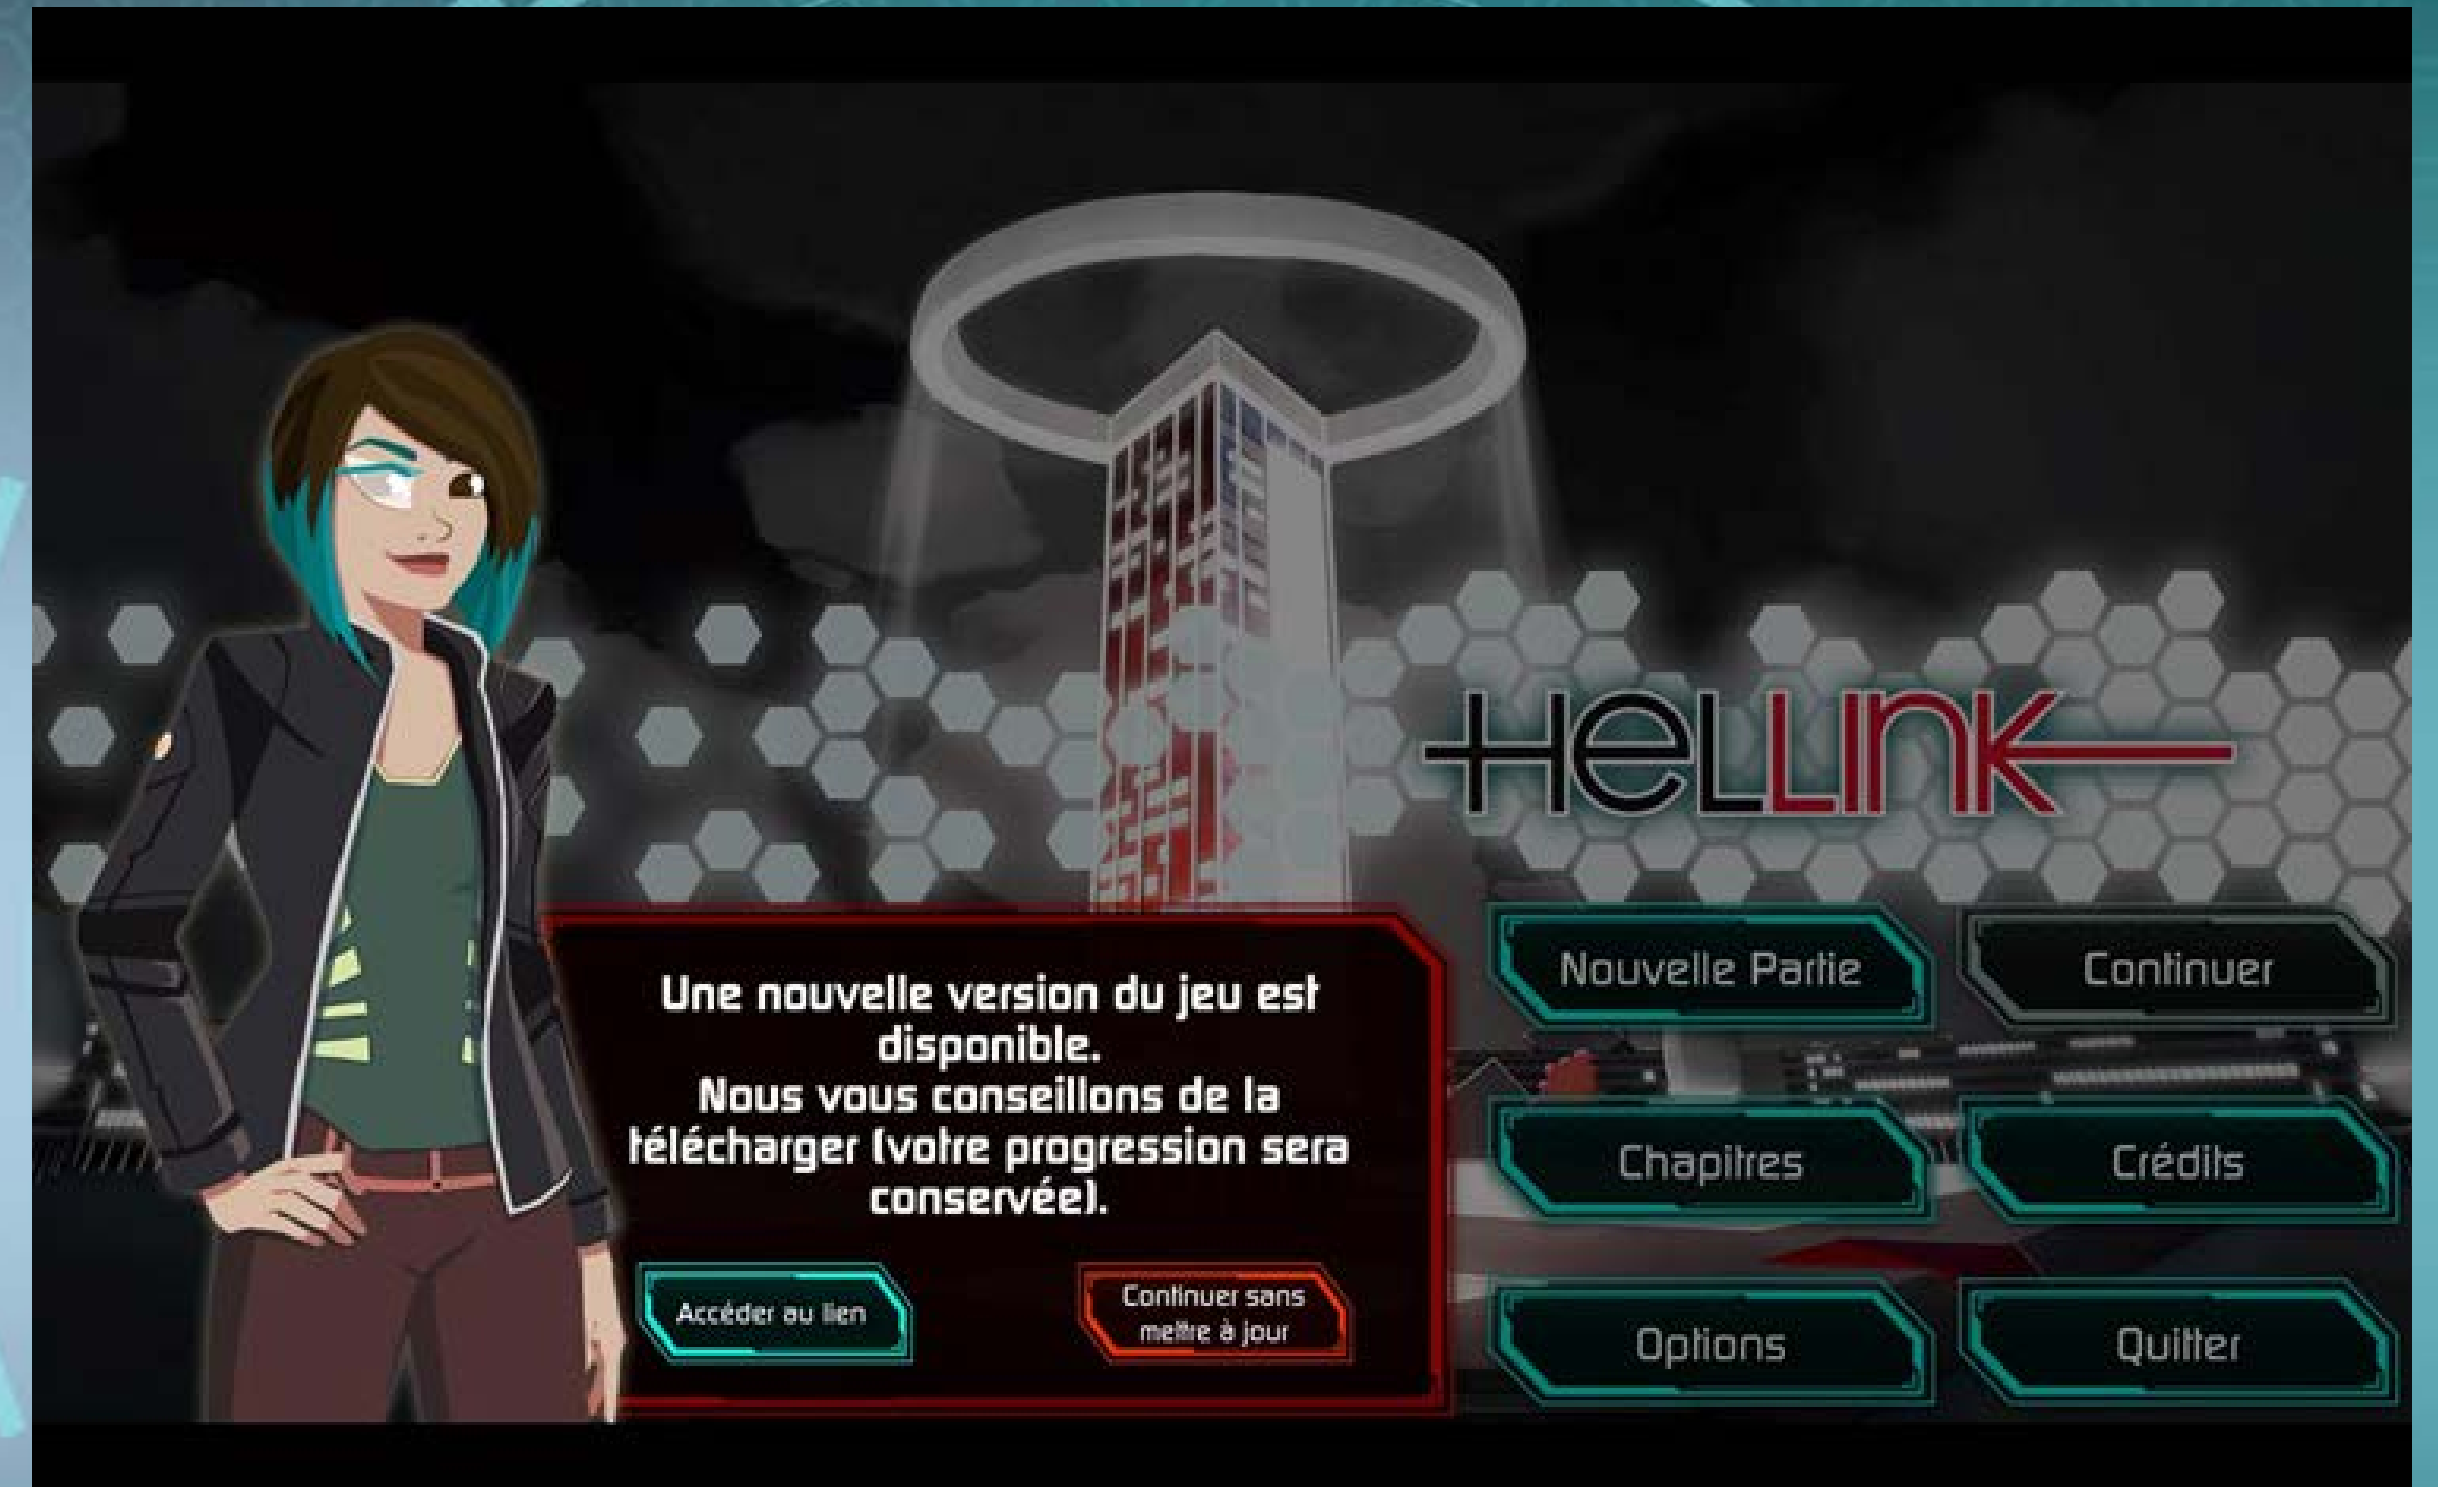 HELLINK
Une nouvelle version du jeu est
disponible.
Nous vous conseillons de la
télécharger (votre progression sera
conservée).
Accéder au lien
Continuer sans
mettre à jour
Nouvelle Partie
Continuer
Chapitres
Crédits
Options
Quitter